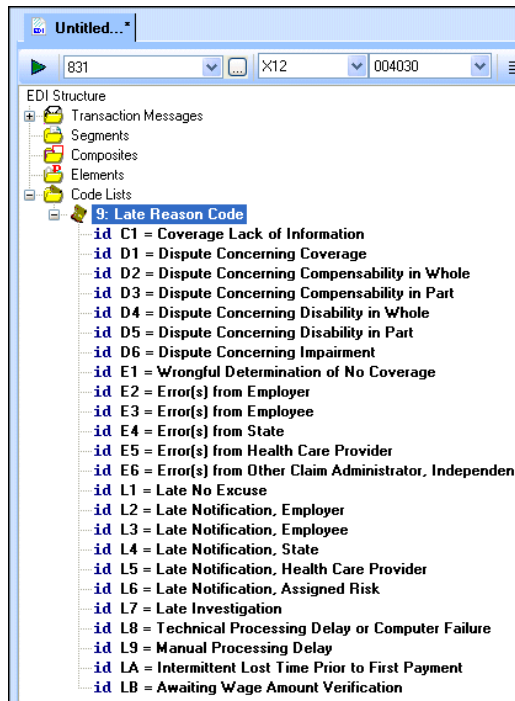 EDI Untitled...*
831 ... X12 004030
EDI Structure
Transaction Messages
Segments
Composites
Elements
Code Lists
9: Late Reason Code
id C1 = Coverage Lack of Information
id D1 = Dispute Concerning Coverage
id D2 = Dispute Concerning Compensability in Whole
id D3 = Dispute Concerning Compensability in Part
id D4 = Dispute Concerning Disability in Whole
id D5 = Dispute Concerning Disability in Part
id D6 = Dispute Concerning Impairment
id E1 = Wrongful Determination of No Coverage
id E2 = Error(s) from Employer
id E3 = Error(s) from Employee
id E4 = Error(s) from State
id E5 = Error(s) from Health Care Provider
id E6 = Error(s) from Other Claim Administrator, Independen
id L1 = Late No Excuse
id L2 = Late Notification, Employer
id L3 = Late Notification, Employee
id L4 = Late Notification, State
id L5 = Late Notification, Health Care Provider
id L6 = Late Notification, Assigned Risk
id L7 = Late Investigation
id L8 = Technical Processing Delay or Computer Failure
id L9 = Manual Processing Delay
id LA = Intermittent Lost Time Prior to First Payment
id LB = Awaiting Wage Amount Verification